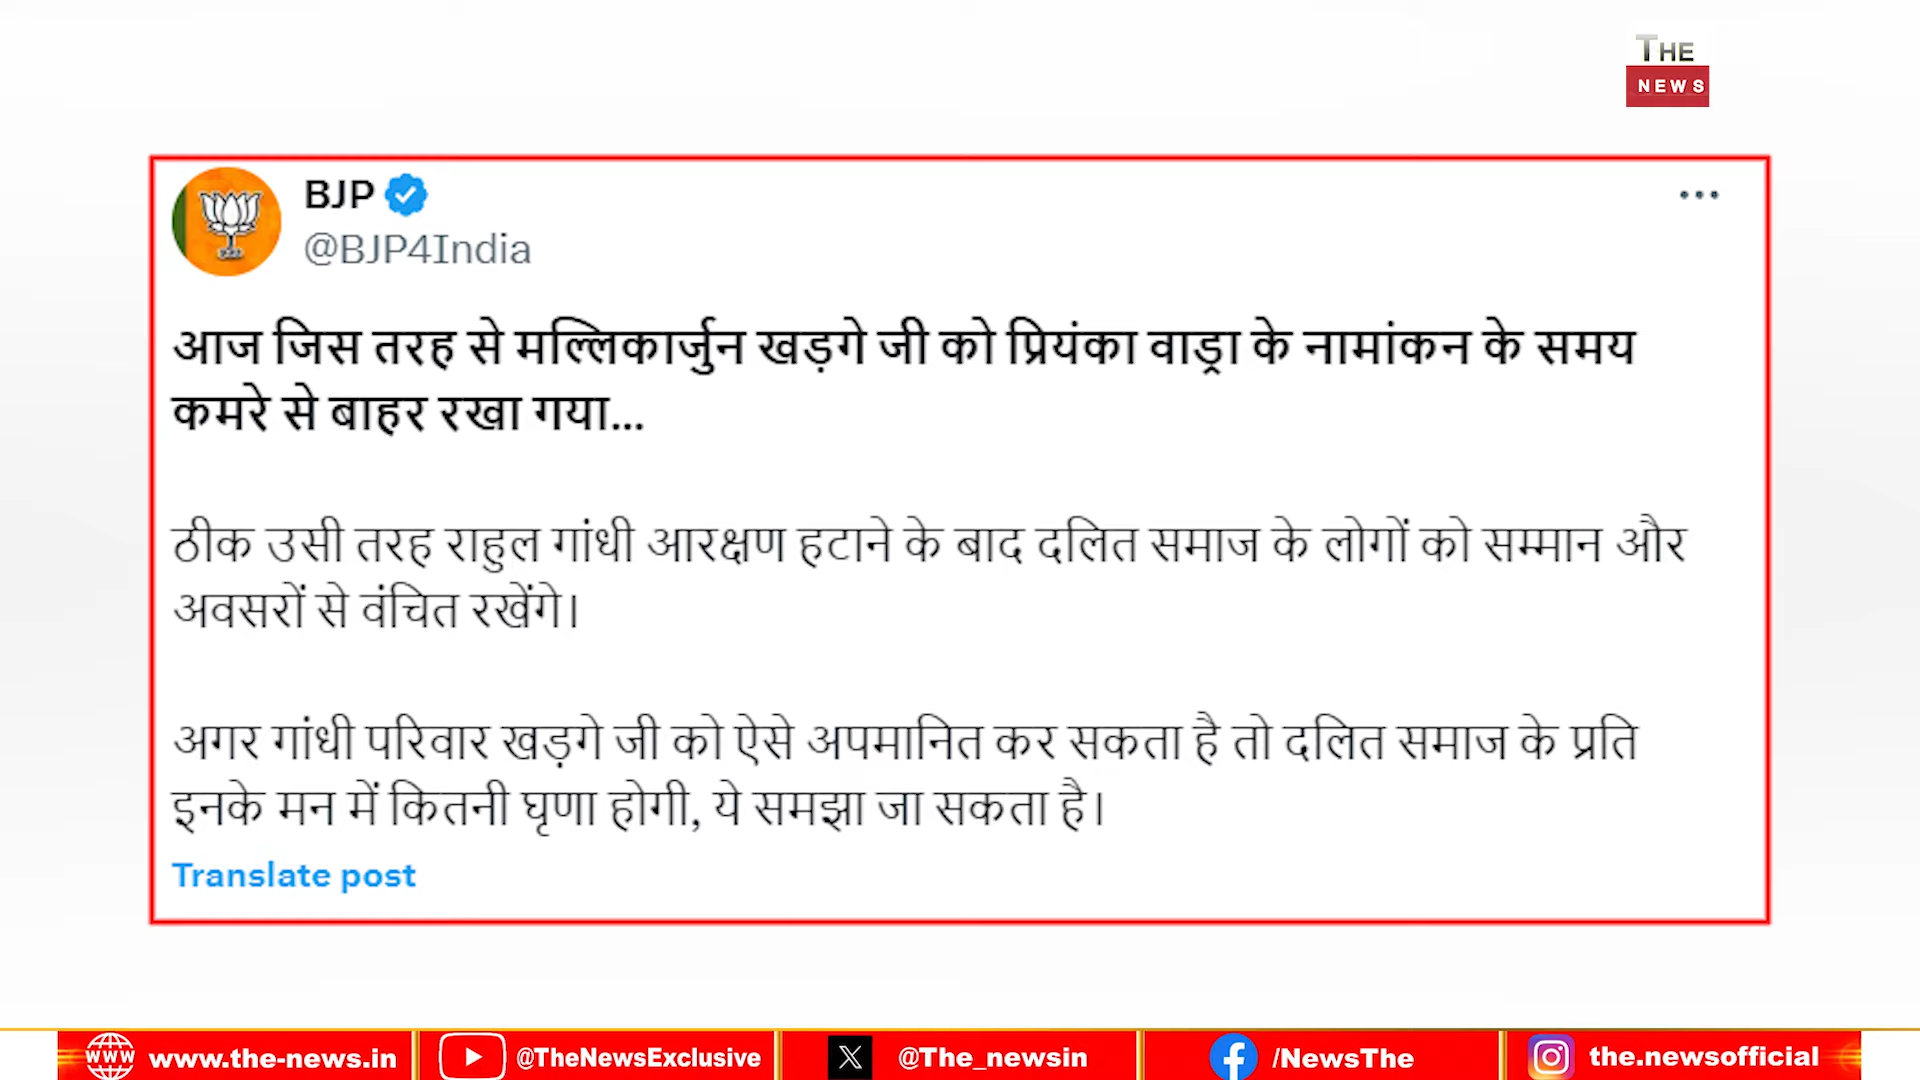 THE
NEWS
BJP
@BJP4India
आज जिस तरह से मल्लिकार्जुन खड़गे जी को प्रियंका वाड्रा के नामांकन के समय
कमरे से बाहर रखा गया...
ठीक उसी तरह राहुल गांधी आरक्षण हटाने के बाद दलित समाज के लोगों को सम्मान और
अवसरों से वंचित रखेंगे।
अगर गांधी परिवार खड़गे जी को ऐसे अपमानित कर सकता है तो दलित समाज के प्रति
इनके मन में कितनी घृणा होगी, ये समझा जा सकता है।
Translate post
www www.the-news.in @TheNewsExclusive X @The_newsin f /NewsThe the.newsofficial